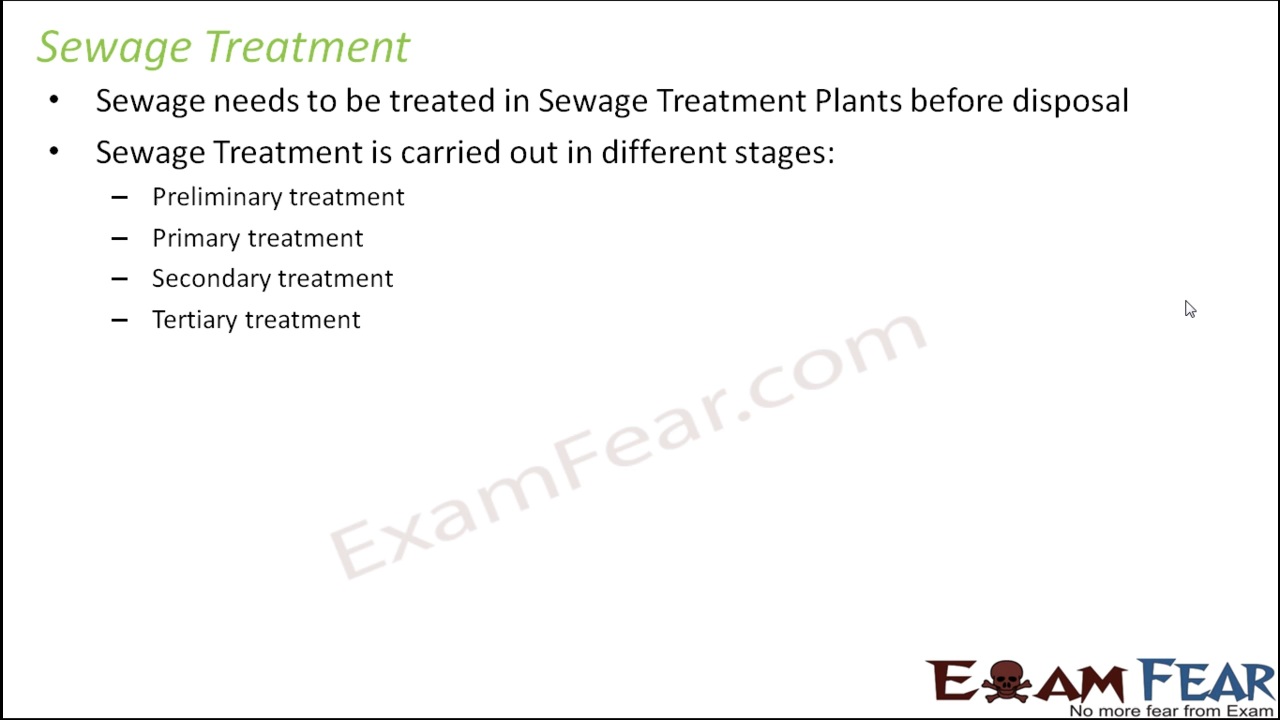 Sewage Treatment
• Sewage needs to be treated in Sewage Treatment Plants before disposal
• Sewage Treatment is carried out in different stages:
– Preliminary treatment
– Primary treatment
– Secondary treatment
– Tertiary treatment
ExamFear.com
EXAM FEAR
No more fear from Exam